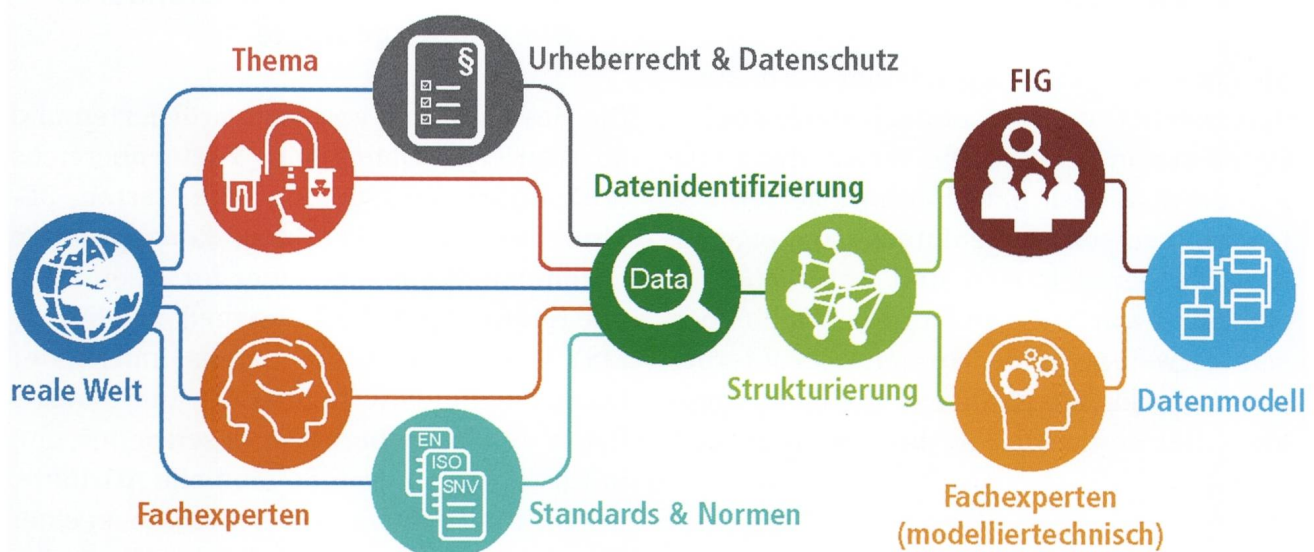 Thema
§
Urheberrecht & Datenschutz
FIG
Datenidentifizierung
Data
reale Welt
Strukturierung
Datenmodell
EN
ISO
SNV
Fachexperten
Standards & Normen
Fachexperten
(modelliertechnisch)